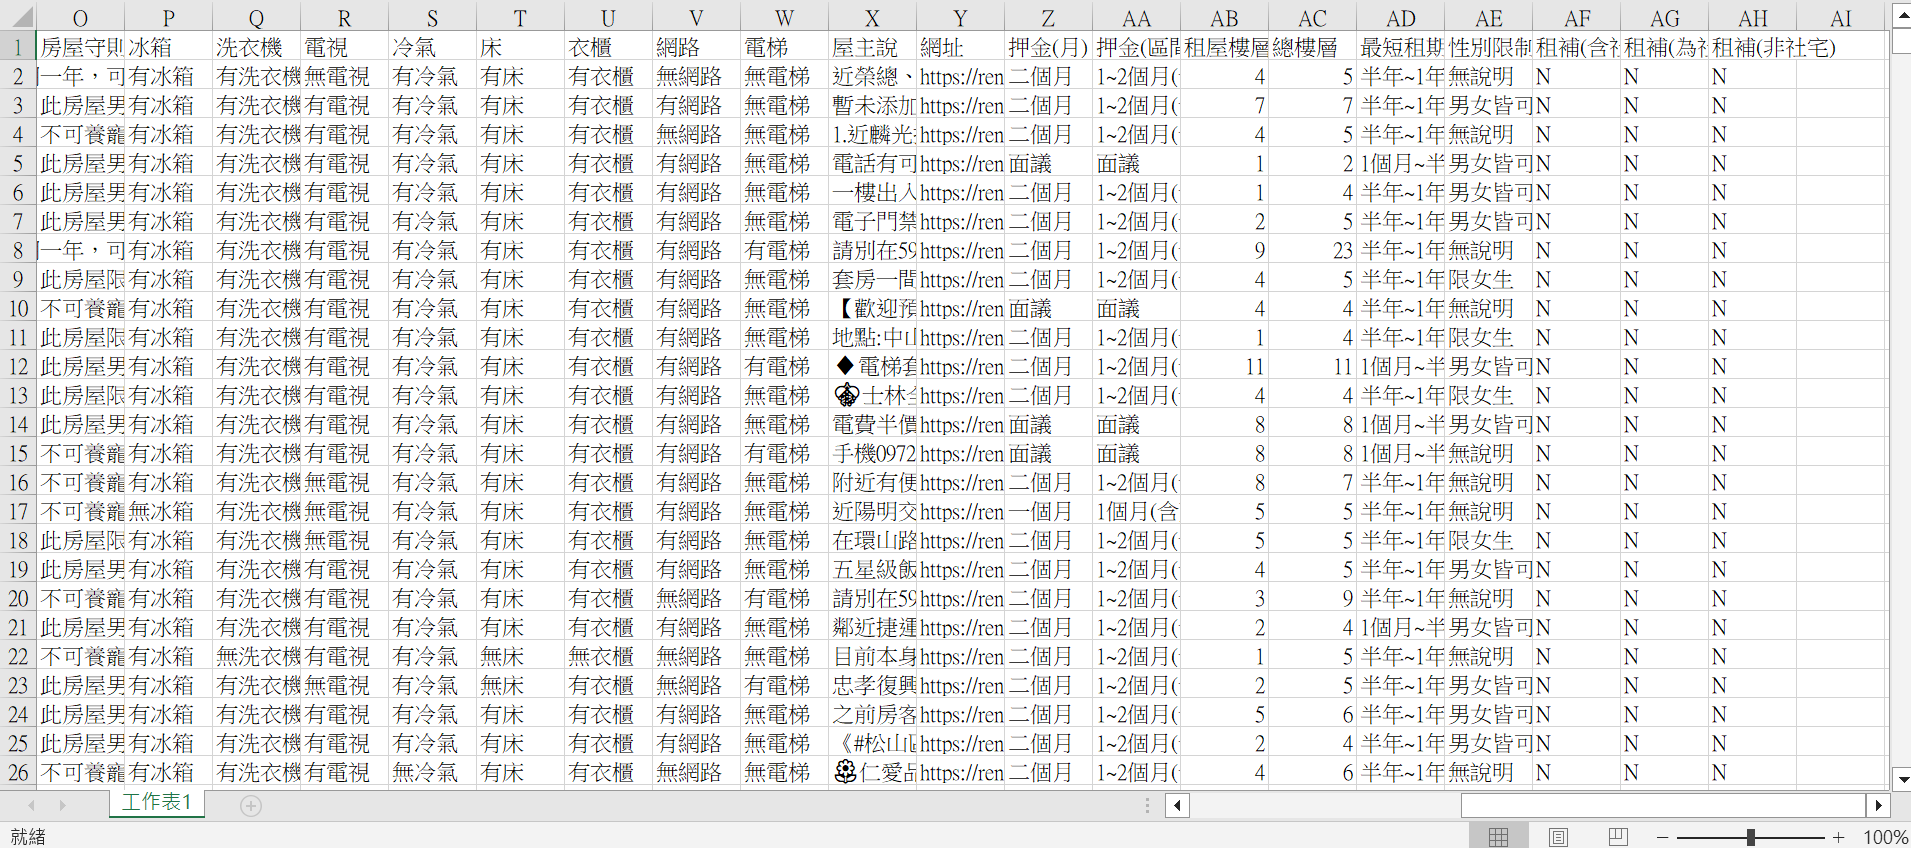 O P Q R S T U V W X Y Z AA AB AC AD AE AF AG AH AI
1 房屋守則 冰箱 洗衣機 電視 冷氣 床 衣櫃 網路 電梯 屋主說 網址 押金(月) 押金(區間 租屋樓層 總樓層 最短租期 性別限制 租補(含社 租補(為社 租補(非社宅)
2 一年，可 有冰箱 有洗衣機 無電視 有冷氣 有床 有衣櫃 有網路 無電梯 近榮總、 https://ren 二個月 1~2個月( 4 5 半年~1年 無說明 N N N
3 此房屋男 有冰箱 有洗衣機 有電視 有冷氣 有床 有衣櫃 有網路 無電梯 暫未添加 https://ren 二個月 1~2個月( 7 7 半年~1年 男女皆可 N N N
4 不可養寵 有冰箱 有洗衣機 有電視 有冷氣 有床 有衣櫃 無網路 無電梯 1.近麟光 https://ren 二個月 1~2個月( 4 5 半年~1年 無說明 N N N
5 此房屋男 有冰箱 有洗衣機 有電視 有冷氣 有床 有衣櫃 有網路 無電梯 電話有可 https://ren 面議 面議 1 2 1個月~半 男女皆可 N N N
6 此房屋男 有冰箱 有洗衣機 有電視 有冷氣 有床 有衣櫃 有網路 無電梯 一樓出入 https://ren 二個月 1~2個月( 1 4 半年~1年 男女皆可 N N N
7 此房屋男 有冰箱 有洗衣機 有電視 有冷氣 有床 有衣櫃 有網路 無電梯 電子門禁 https://ren 二個月 1~2個月( 2 5 半年~1年 男女皆可 N N N
8 一年，可 有冰箱 有洗衣機 有電視 有冷氣 有床 有衣櫃 有網路 有電梯 請別在59 https://ren 二個月 1~2個月( 9 23 半年~1年 無說明 N N N
9 此房屋限 有冰箱 有洗衣機 有電視 有冷氣 有床 有衣櫃 有網路 無電梯 套房一間 https://ren 二個月 1~2個月( 4 5 半年~1年 限女生 N N N
10 不可養寵 有冰箱 有洗衣機 有電視 有冷氣 有床 有衣櫃 有網路 無電梯 【歡迎預 https://ren 面議 面議 4 4 半年~1年 無說明 N N N
11 此房屋限 有冰箱 有洗衣機 有電視 有冷氣 有床 有衣櫃 有網路 無電梯 地點:中山 https://ren 二個月 1~2個月( 1 4 半年~1年 限女生 N N N
12 此房屋男 有冰箱 有洗衣機 有電視 有冷氣 有床 有衣櫃 有網路 有電梯 ♦電梯套 https://ren 二個月 1~2個月( 11 11 1個月~半 男女皆可 N N N
13 此房屋限 有冰箱 有洗衣機 有電視 有冷氣 有床 有衣櫃 有網路 無電梯 士林 https://ren 二個月 1~2個月( 4 4 半年~1年 限女生 N N N
14 此房屋男 有冰箱 有洗衣機 有電視 有冷氣 有床 有衣櫃 有網路 無電梯 電費半價 https://ren 面議 面議 8 8 1個月~半 男女皆可 N N N
15 不可養寵 有冰箱 有洗衣機 有電視 有冷氣 有床 有衣櫃 有網路 有電梯 手機0972 https://ren 面議 面議 8 8 1個月~半 無說明 N N N
16 不可養寵 有冰箱 有洗衣機 無電視 有冷氣 有床 有衣櫃 有網路 無電梯 附近有便 https://ren 二個月 1~2個月( 8 7 半年~1年 無說明 N N N
17 不可養寵 無冰箱 有洗衣機 無電視 有冷氣 有床 有衣櫃 有網路 無電梯 近陽明交 https://ren 一個月 1個月(含 5 5 半年~1年 無說明 N N N
18 此房屋限 有冰箱 有洗衣機 無電視 有冷氣 有床 有衣櫃 有網路 無電梯 在環山路 https://ren 二個月 1~2個月( 5 5 半年~1年 限女生 N N N
19 此房屋男 有冰箱 有洗衣機 有電視 有冷氣 有床 有衣櫃 有網路 無電梯 五星級飯 https://ren 二個月 1~2個月( 4 5 半年~1年 男女皆可 N N N
20 不可養寵 有冰箱 有洗衣機 有電視 有冷氣 有床 有衣櫃 無網路 有電梯 請別在59 https://ren 二個月 1~2個月( 3 9 半年~1年 無說明 N N N
21 此房屋男 有冰箱 有洗衣機 有電視 有冷氣 有床 有衣櫃 有網路 無電梯 鄰近捷運 https://ren 二個月 1~2個月( 2 4 1個月~半 男女皆可 N N N
22 不可養寵 有冰箱 無洗衣機 有電視 有冷氣 無床 無衣櫃 無網路 無電梯 目前本身 https://ren 二個月 1~2個月( 1 5 半年~1年 無說明 N N N
23 此房屋男 有冰箱 有洗衣機 無電視 有冷氣 無床 有衣櫃 無網路 有電梯 忠孝復興 https://ren 二個月 1~2個月( 2 5 半年~1年 男女皆可 N N N
24 此房屋男 有冰箱 有洗衣機 有電視 有冷氣 有床 有衣櫃 有網路 無電梯 之前房客 https://ren 二個月 1~2個月( 5 6 半年~1年 男女皆可 N N N
25 此房屋男 有冰箱 有洗衣機 有電視 有冷氣 有床 有衣櫃 有網路 無電梯 《#松山區 https://ren 二個月 1~2個月( 2 4 半年~1年 男女皆可 N N N
26 不可養寵 有冰箱 有洗衣機 有電視 無冷氣 有床 有衣櫃 無網路 無電梯 仁愛品 https://ren 二個月 1~2個月( 4 6 半年~1年 無說明 N N N
工作表1
就緒 100%